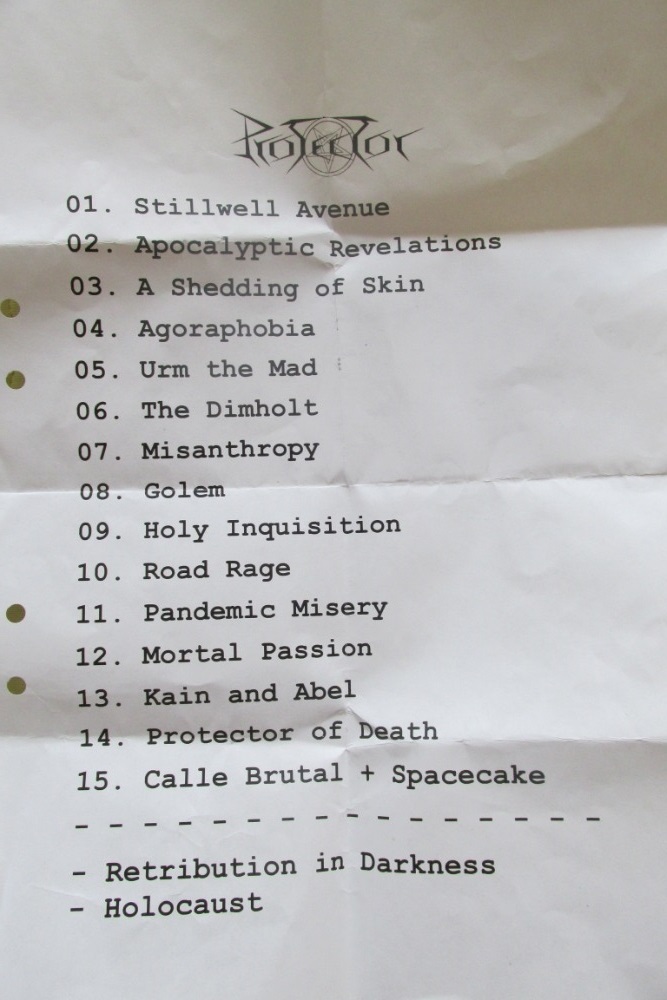 Protector
01. Stillwell Avenue
02. Apocalyptic Revelations
03. A Shedding of Skin
04. Agoraphobia
05. Urm the Mad
06. The Dimholt
07. Misanthropy
08. Golem
09. Holy Inquisition
10. Road Rage
11. Pandemic Misery
12. Mortal Passion
13. Kain and Abel
14. Protector of Death
15. Calle Brutal + Spacecake
- - - - - - - - - - - - - - - -
- Retribution in Darkness
- Holocaust